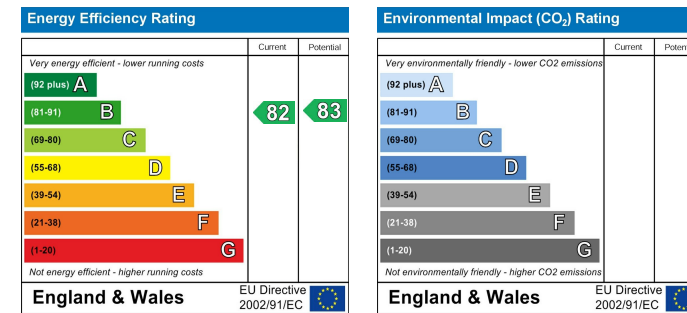 Energy Efficiency Rating
Current Potential
Very energy efficient - lower running costs
(92 plus) A
(81-91) B 82 83
(69-80) C
(55-68) D
(39-54) E
(21-38) F
(1-20) G
Not energy efficient - higher running costs
England & Wales
EU Directive
2002/91/EC
Environmental Impact (CO₂) Rating
Current Poten
Very environmentally friendly - lower CO2 emissions
(92 plus) A
(81-91) B
(69-80) C
(55-68) D
(39-54) E
(21-38) F
(1-20) G
Not environmentally friendly - higher CO2 emissions
England & Wales
EU Directive
2002/91/EC